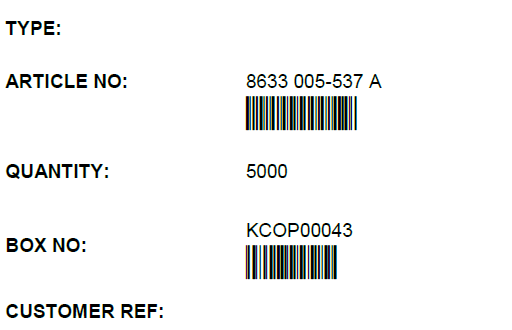 TYPE:
ARTICLE NO: 8633 005-537 A
QUANTITY: 5000
BOX NO: KCOP00043
CUSTOMER REF: